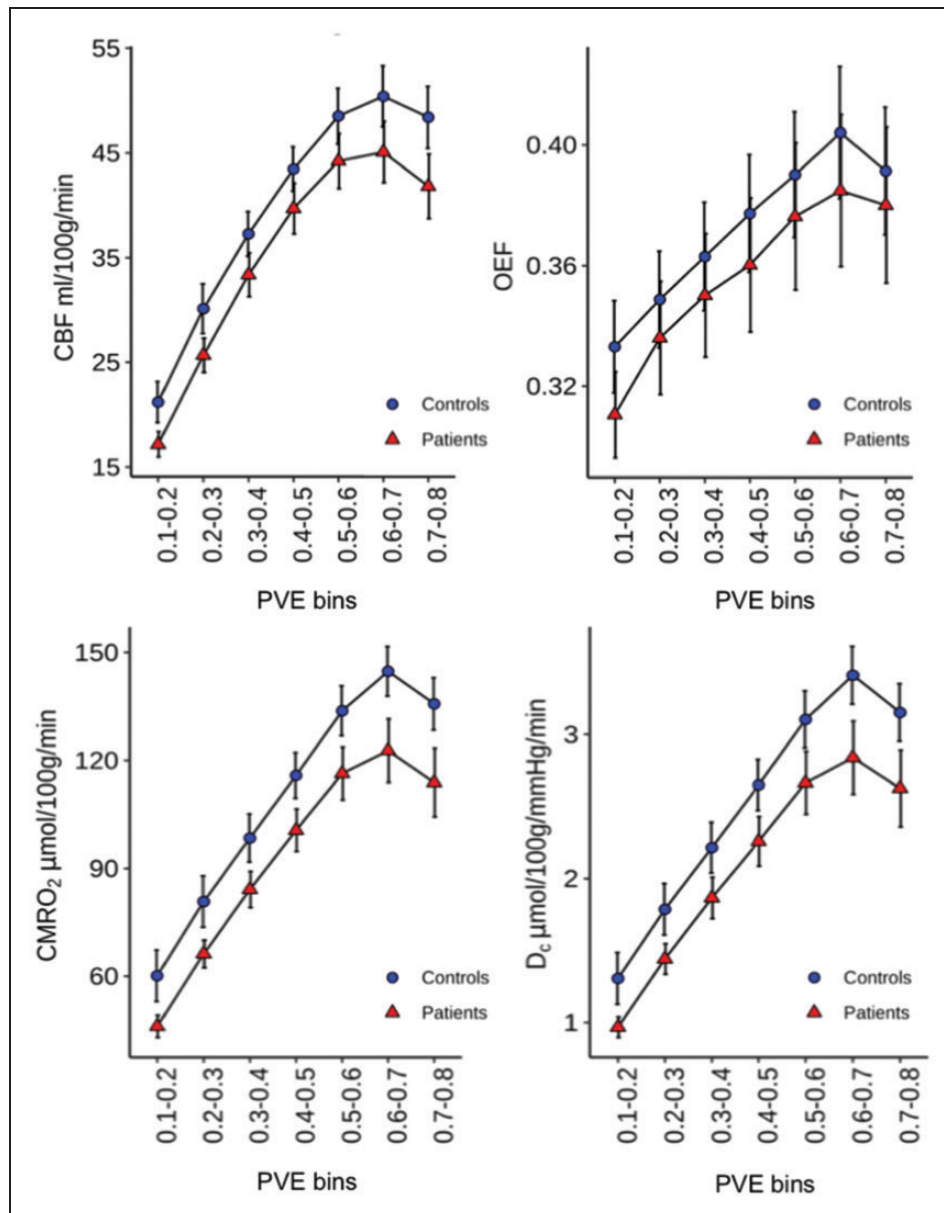 CBF ml/100g/min
55
45
35
25
15
Controls
Patients
0.1-0.2
0.2-0.3
0.3-0.4
0.4-0.5
0.5-0.6
0.6-0.7
0.7-0.8
PVE bins
OEF
0.40
0.36
0.32
Controls
Patients
0.1-0.2
0.2-0.3
0.3-0.4
0.4-0.5
0.5-0.6
0.6-0.7
0.7-0.8
PVE bins
CMRO₂ µmol/100g/min
150
120
90
60
Controls
Patients
0.1-0.2
0.2-0.3
0.3-0.4
0.4-0.5
0.5-0.6
0.6-0.7
0.7-0.8
PVE bins
D꜀ µmol/100g/mmHg/min
3
2
1
Controls
Patients
0.1-0.2
0.2-0.3
0.3-0.4
0.4-0.5
0.5-0.6
0.6-0.7
0.7-0.8
PVE bins